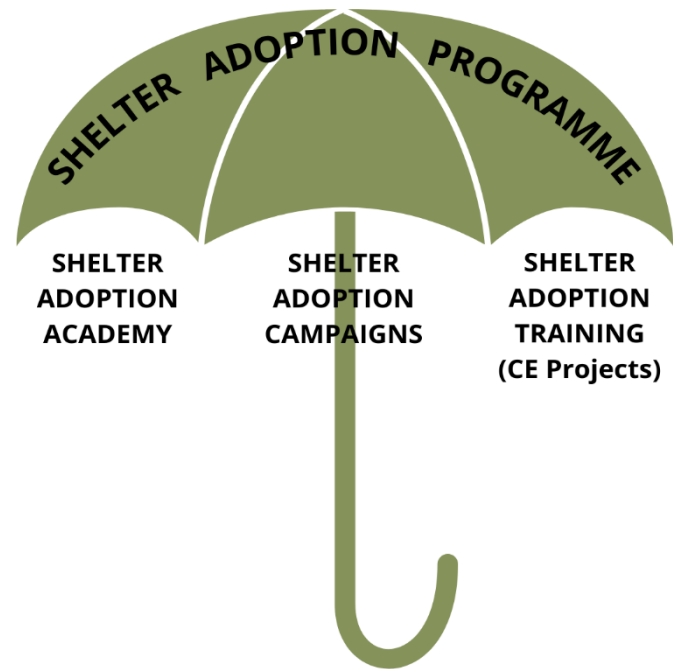 SHELTER ADOPTION PROGRAMME
SHELTER
ADOPTION
ACADEMY
SHELTER
ADOPTION
CAMPAIGNS
SHELTER
ADOPTION
TRAINING
(CE Projects)